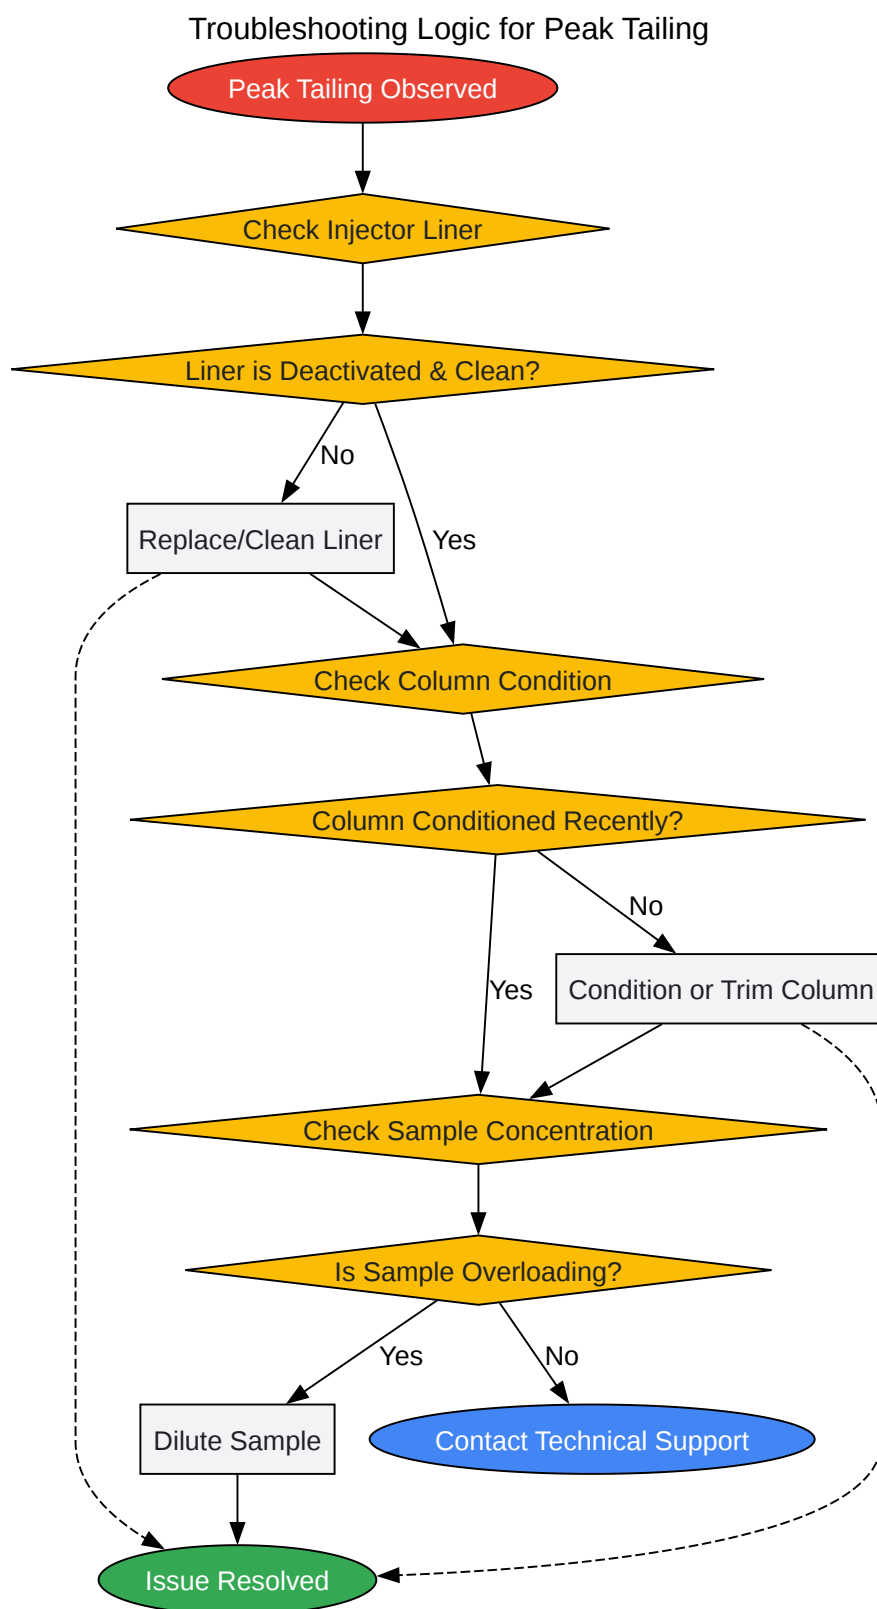 Troubleshooting Logic for Peak Tailing
Peak Tailing Observed
Check Injector Liner
Liner is Deactivated & Clean?
No
Replace/Clean Liner
Yes
Check Column Condition
Column Conditioned Recently?
No
Yes
Condition or Trim Column
Check Sample Concentration
Is Sample Overloading?
Yes
No
Dilute Sample
Contact Technical Support
Issue Resolved